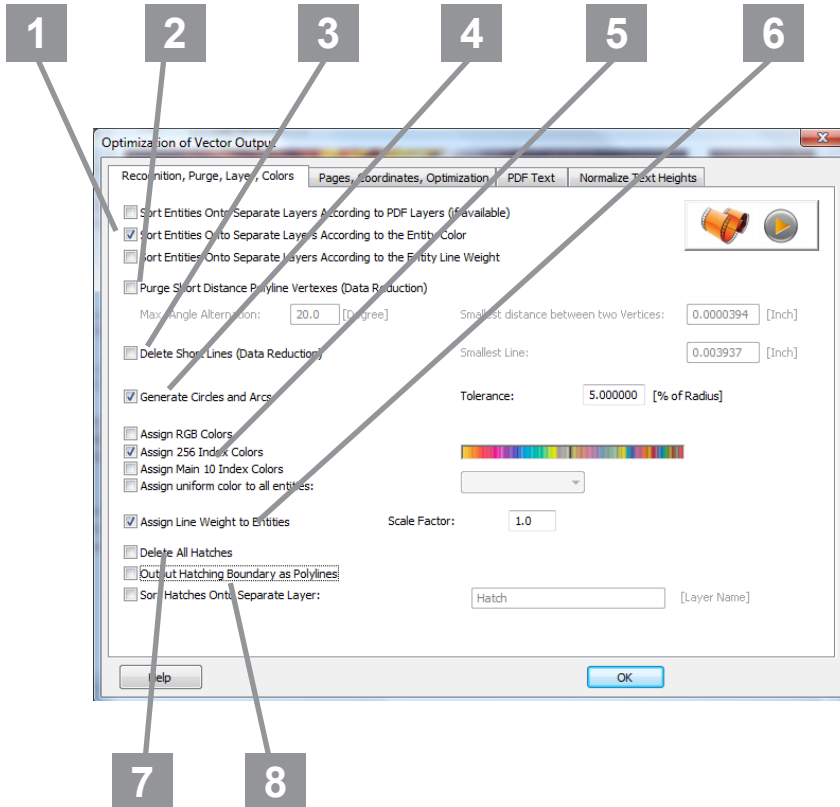 1 2 3 4 5 6
Optimization of Vector Output
Recognition, Purge, Layer, Colors Pages, Coordinates, Optimization PDF Text Normalize Text Heights
Sort Entities Onto Separate Layers According to PDF Layers (if available)
Sort Entities Onto Separate Layers According to the Entity Color
Sort Entities Onto Separate Layers According to the Entity Line Weight
Purge Short Distance Polyline Vertexes (Data Reduction)
Max. Angle Alternation: 20.0 [Degree] Smallest distance between two Vertices: 0.0000394 [Inch]
Delete Short Lines (Data Reduction) Smallest Line: 0.003937 [Inch]
Generate Circles and Arcs Tolerance: 5.000000 [% of Radius]
Assign RGB Colors
Assign 256 Index Colors
Assign Main 10 Index Colors
Assign uniform color to all entities:
Assign Line Weight to Entities Scale Factor: 1.0
Delete All Hatches
Output Hatching Boundary as Polylines
Sort Hatches Onto Separate Layer: Hatch [Layer Name]
Help OK
7 8